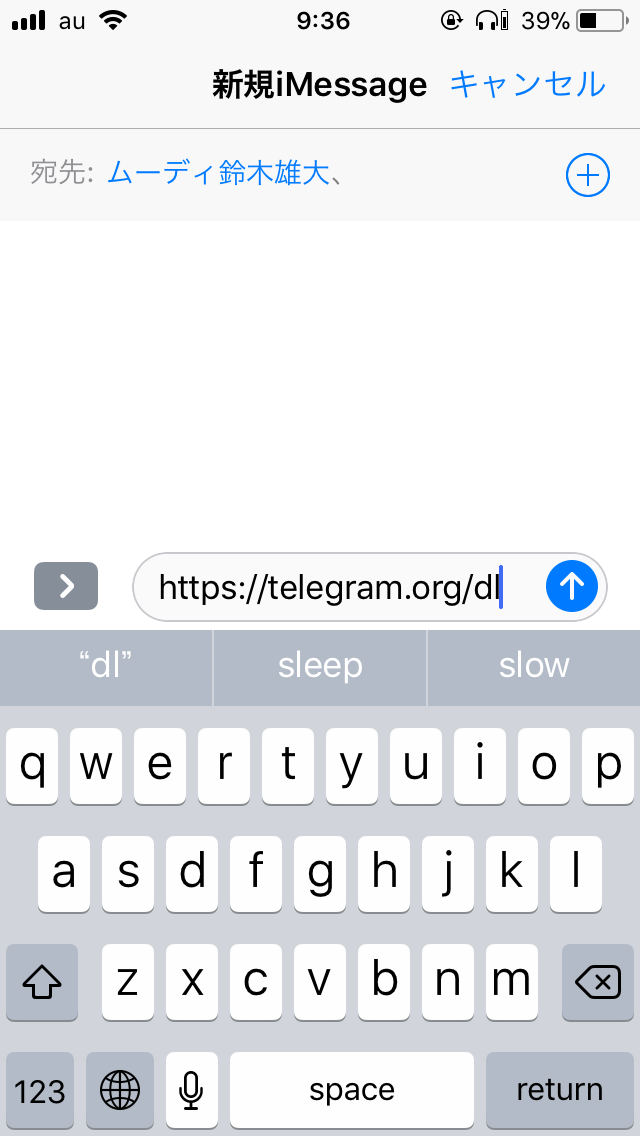 au 9:36 39%
新規iMessage キャンセル
宛先: ムーディ鈴木雄大、
https://telegram.org/dl
“dl” sleep slow
q w e r t y u i o p
a s d f g h j k l
z x c v b n m
123 space return